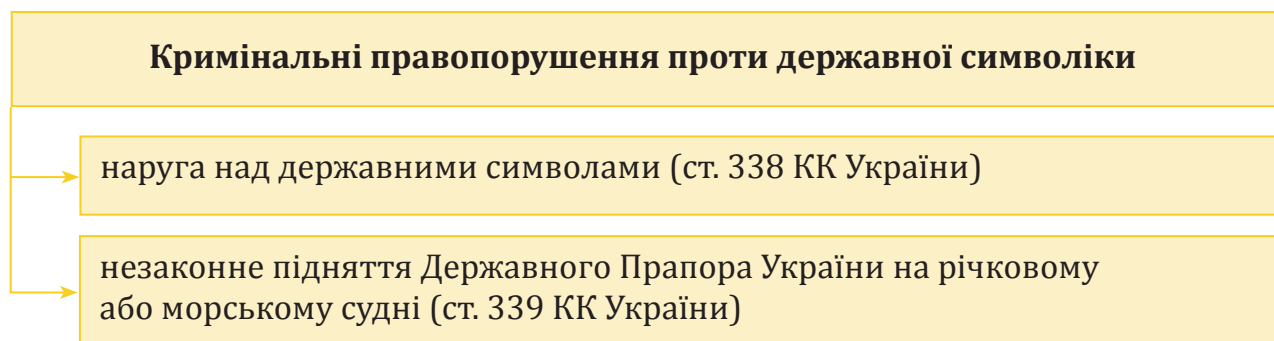 Кримінальні правопорушення проти державної символіки
наруга над державними символами (ст. 338 КК України)
незаконне підняття Державного Прапора України на річковому
або морському судні (ст. 339 КК України)